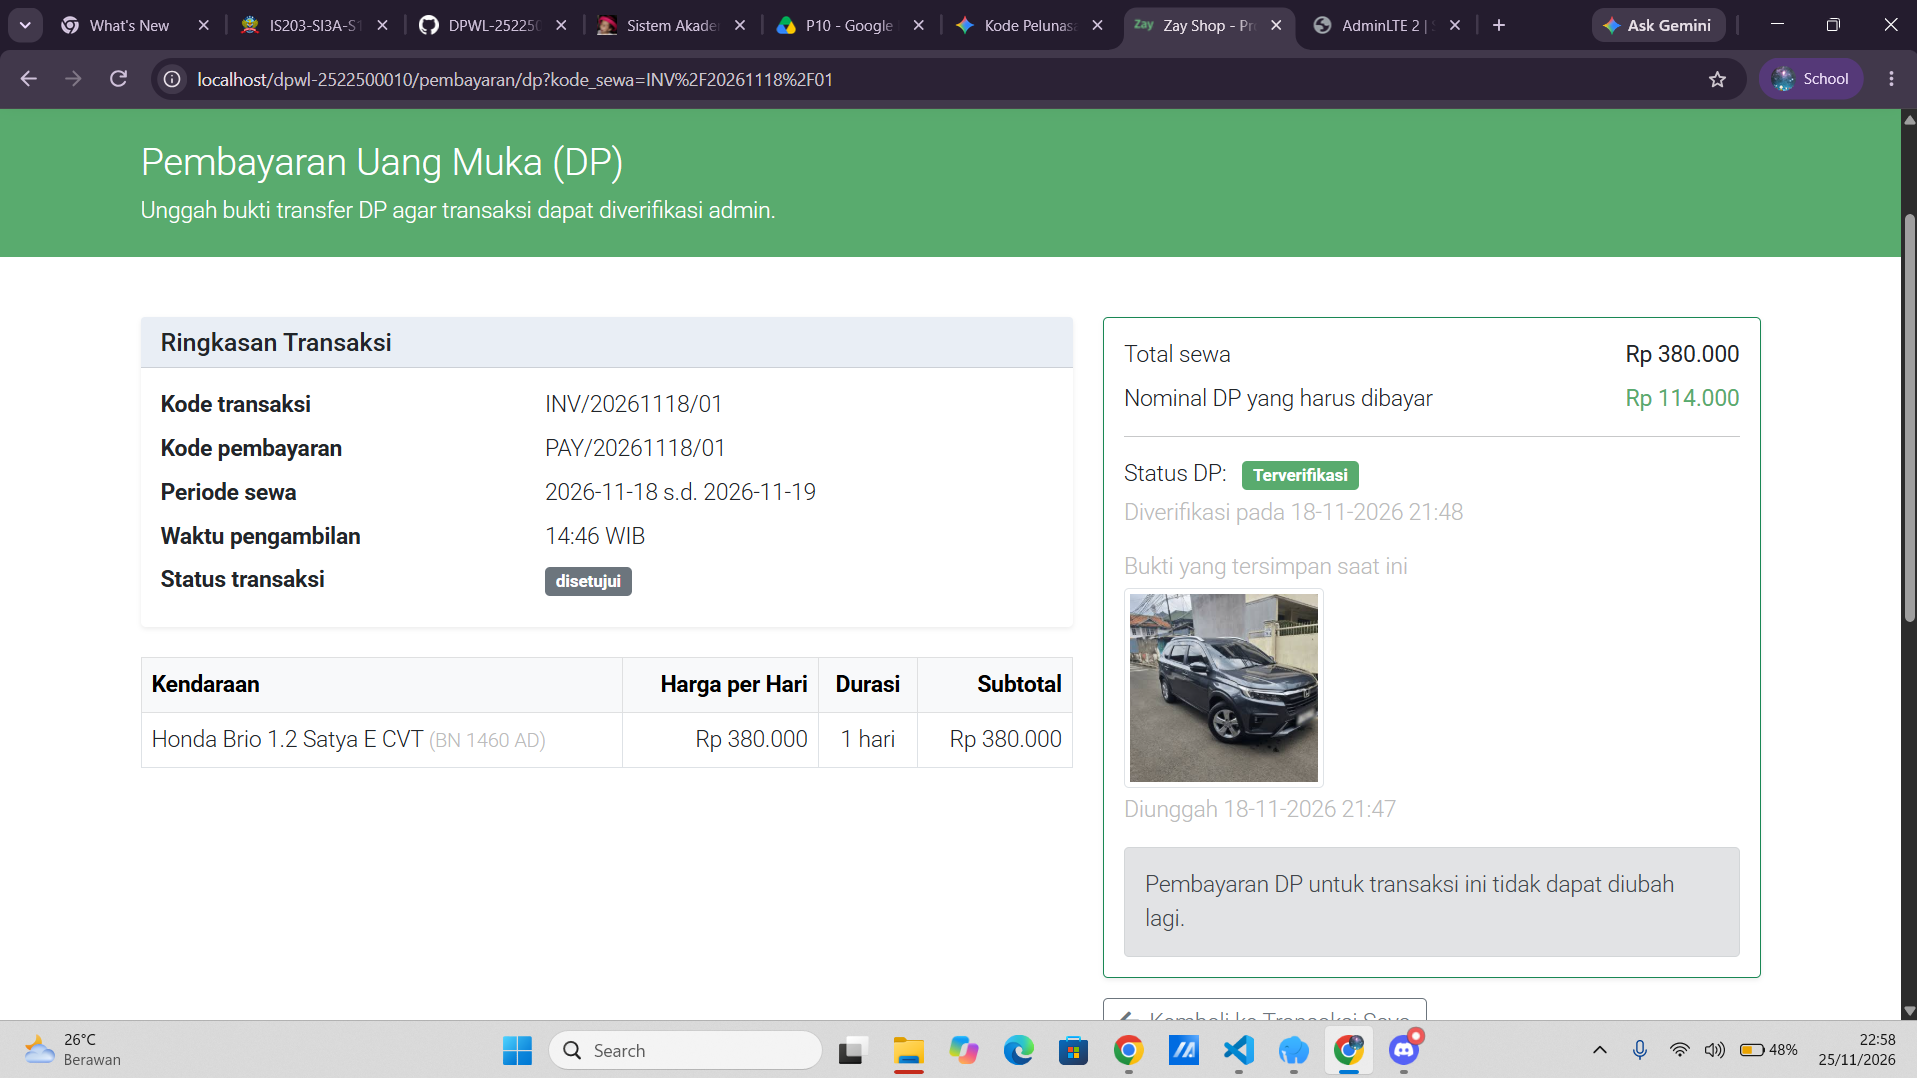 What's New
IS203-SI3A-S1
DPWL-252250
Sistem Akade
P10 - Google
Kode Pelunas
Zay
Zay Shop - Pr
AdminLTE 2 |
Ask Gemini
localhost/dpwl-2522500010/pembayaran/dp?kode_sewa=INV%2F20261118%2F01
School
Pembayaran Uang Muka (DP)
Unggah bukti transfer DP agar transaksi dapat diverifikasi admin.
Ringkasan Transaksi
Kode transaksi INV/20261118/01
Kode pembayaran PAY/20261118/01
Periode sewa 2026-11-18 s.d. 2026-11-19
Waktu pengambilan 14:46 WIB
Status transaksi disetujui
Kendaraan Harga per Hari Durasi Subtotal
Honda Brio 1.2 Satya E CVT (BN 1460 AD) Rp 380.000 1 hari Rp 380.000
Total sewa Rp 380.000
Nominal DP yang harus dibayar Rp 114.000
Status DP: Terverifikasi
Diverifikasi pada 18-11-2026 21:48
Bukti yang tersimpan saat ini
Diunggah 18-11-2026 21:47
Pembayaran DP untuk transaksi ini tidak dapat diubah
lagi.
Kembali ke Transaksi Saya
26°C
Berawan
Search
48%
22:58
25/11/2026